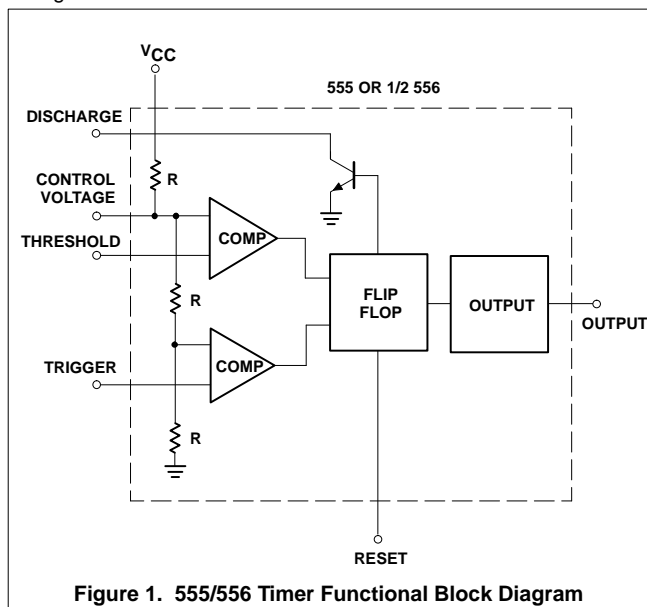 VCC
555 OR 1/2 556
DISCHARGE
R
CONTROL
VOLTAGE
COMP
THRESHOLD
R
FLIP
FLOP
OUTPUT
OUTPUT
COMP
TRIGGER
R
RESET
Figure 1. 555/556 Timer Functional Block Diagram